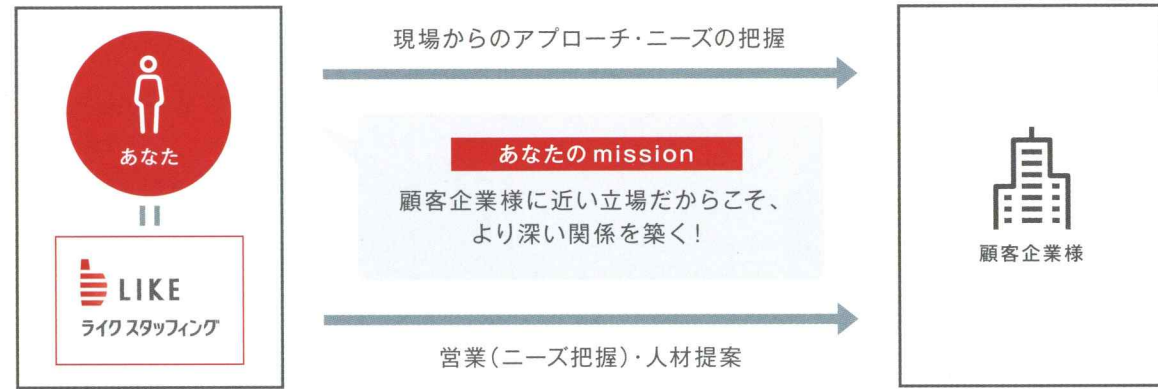 現場からのアプローチ・ニーズの把握
あなた
あなたのmission
顧客企業様に近い立場だからこそ、
より深い関係を築く!
顧客企業様
LIKE
ライクスタッフィング
営業(ニーズ把握)・人材提案